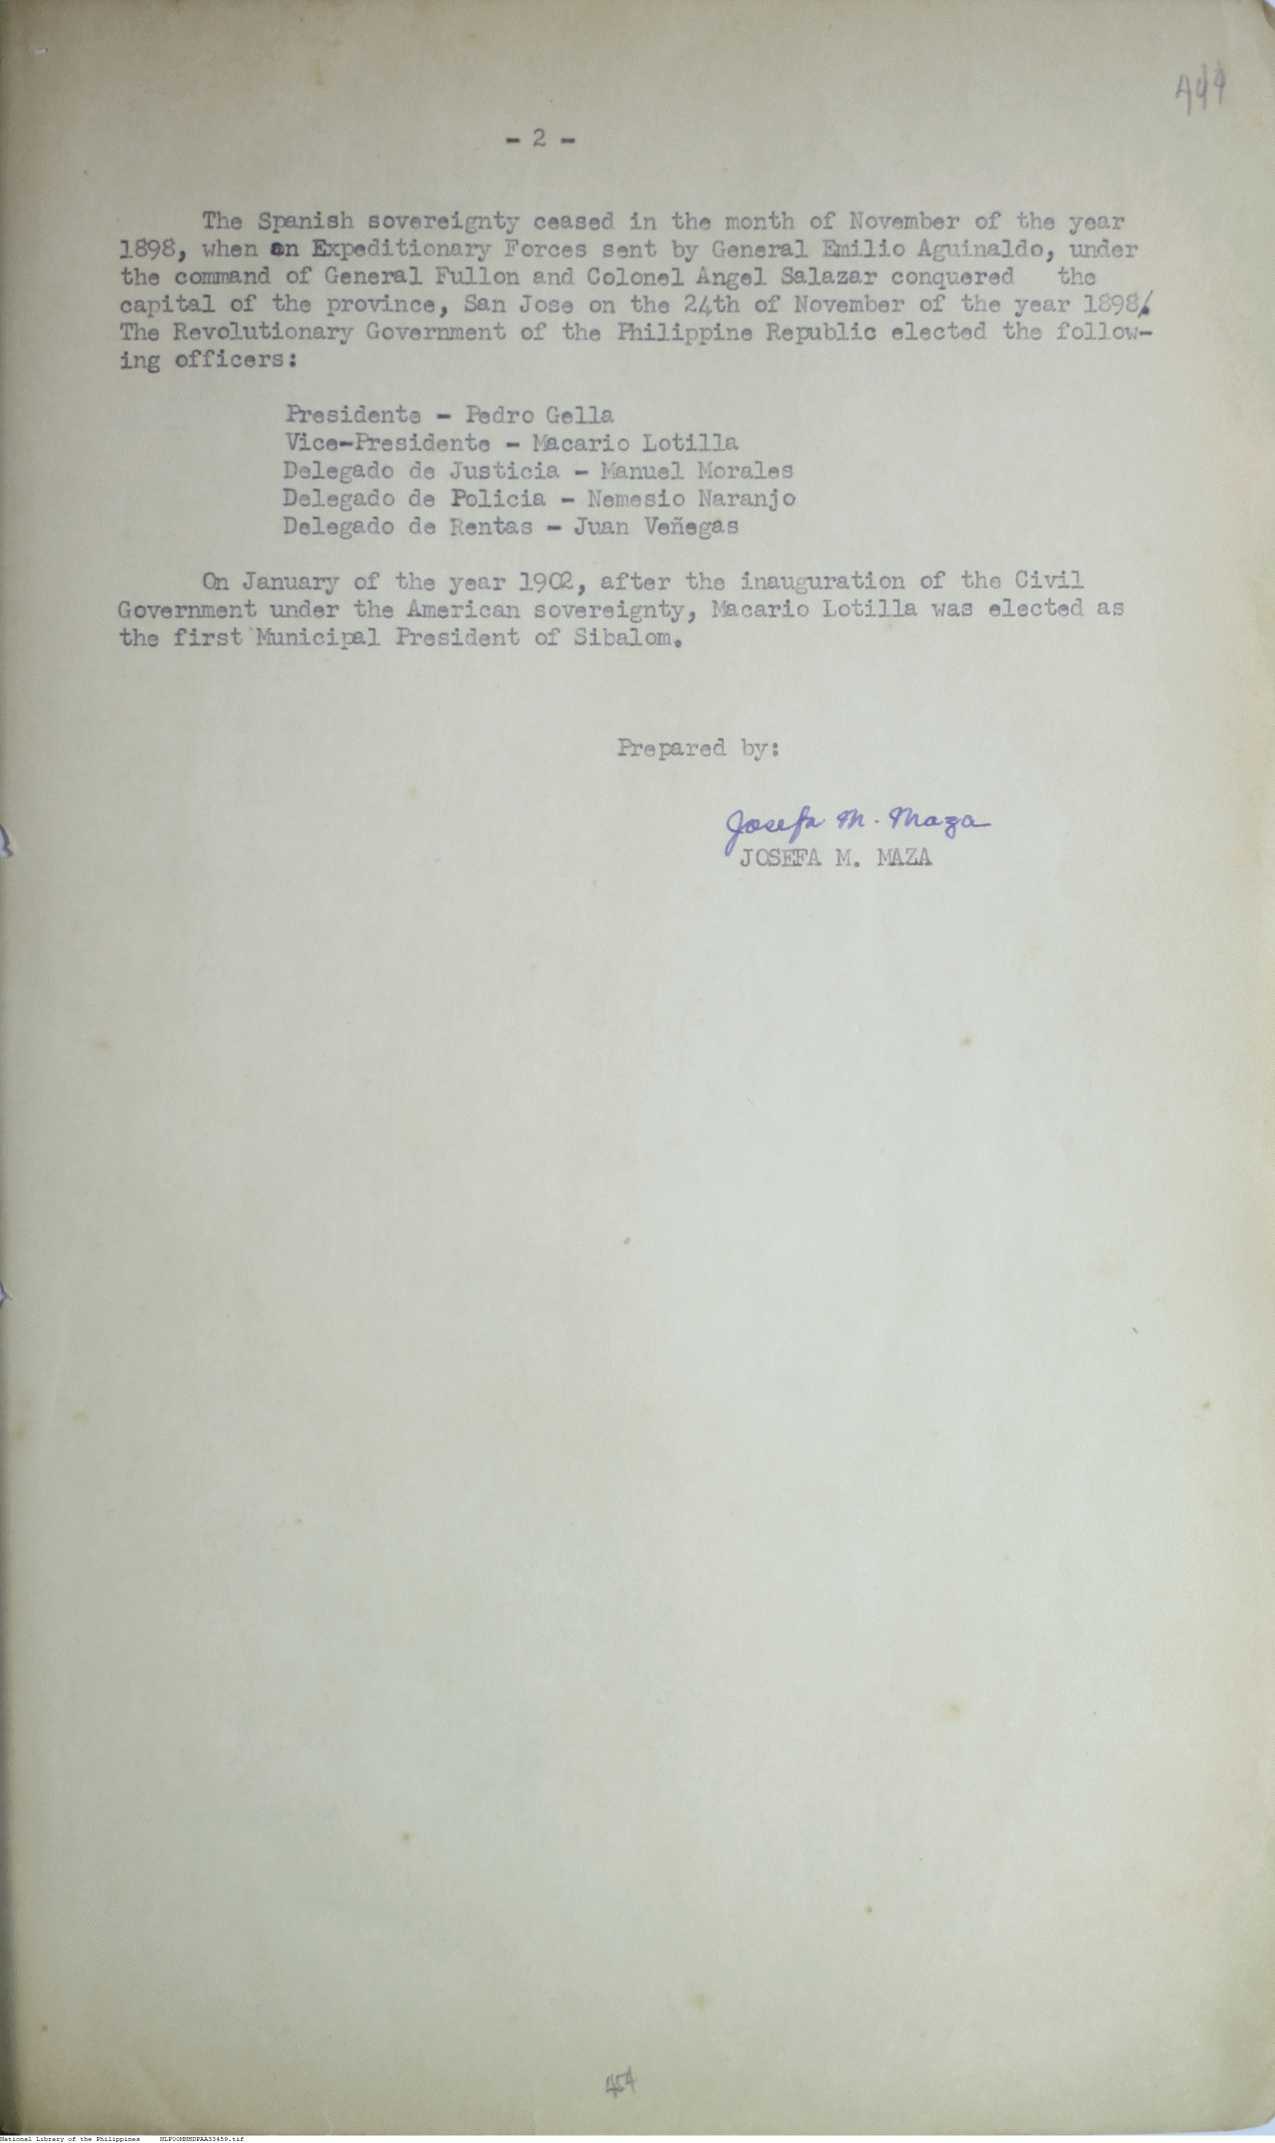 - 2 -
The Spanish sovereignty ceased in the month of November of the year
1898, when an Expeditionary Forces sent by General Emilio Aguinaldo, under
the command of General Fullon and Colonel Angel Salazar conquered the
capital of the province, San Jose on the 24th of November of the year 1898.
The Revolutionary Government of the Philippine Republic elected the follow-
ing officers:
Presidente - Pedro Gella
Vice-Presidente - Macario Lotilla
Delegado de Justicia - Manuel Morales
Delegado de Policia - Nemesio Naranjo
Delegado de Rentas - Juan Veñegas
On January of the year 1902, after the inauguration of the Civil
Government under the American sovereignty, Macario Lotilla was elected as
the first Municipal President of Sibalom.
Prepared by:
Josefa M. Maza
JOSEFA M. MAZA
National Library of the Philippines